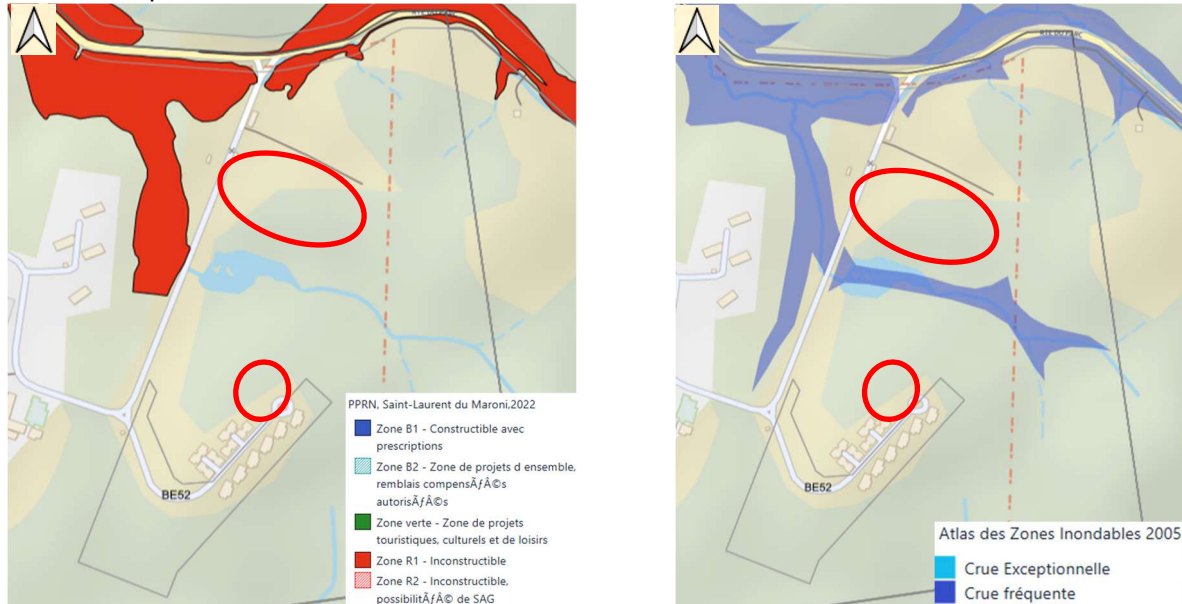 BE52
PPRN, Saint-Laurent du Maroni,2022
Zone B1 - Constructible avec
prescriptions
Zone B2 - Zone de projets d ensemble,
remblais compensÃƒÂ©s
autorisÃƒÂ©s
Zone verte - Zone de projets
touristiques, culturels et de loisirs
Zone R1 - Inconstructible
Zone R2 - Inconstructible,
possibilitÃƒÂ© de SAG
BE52
Atlas des Zones Inondables 2005
Crue Exceptionnelle
Crue fréquente